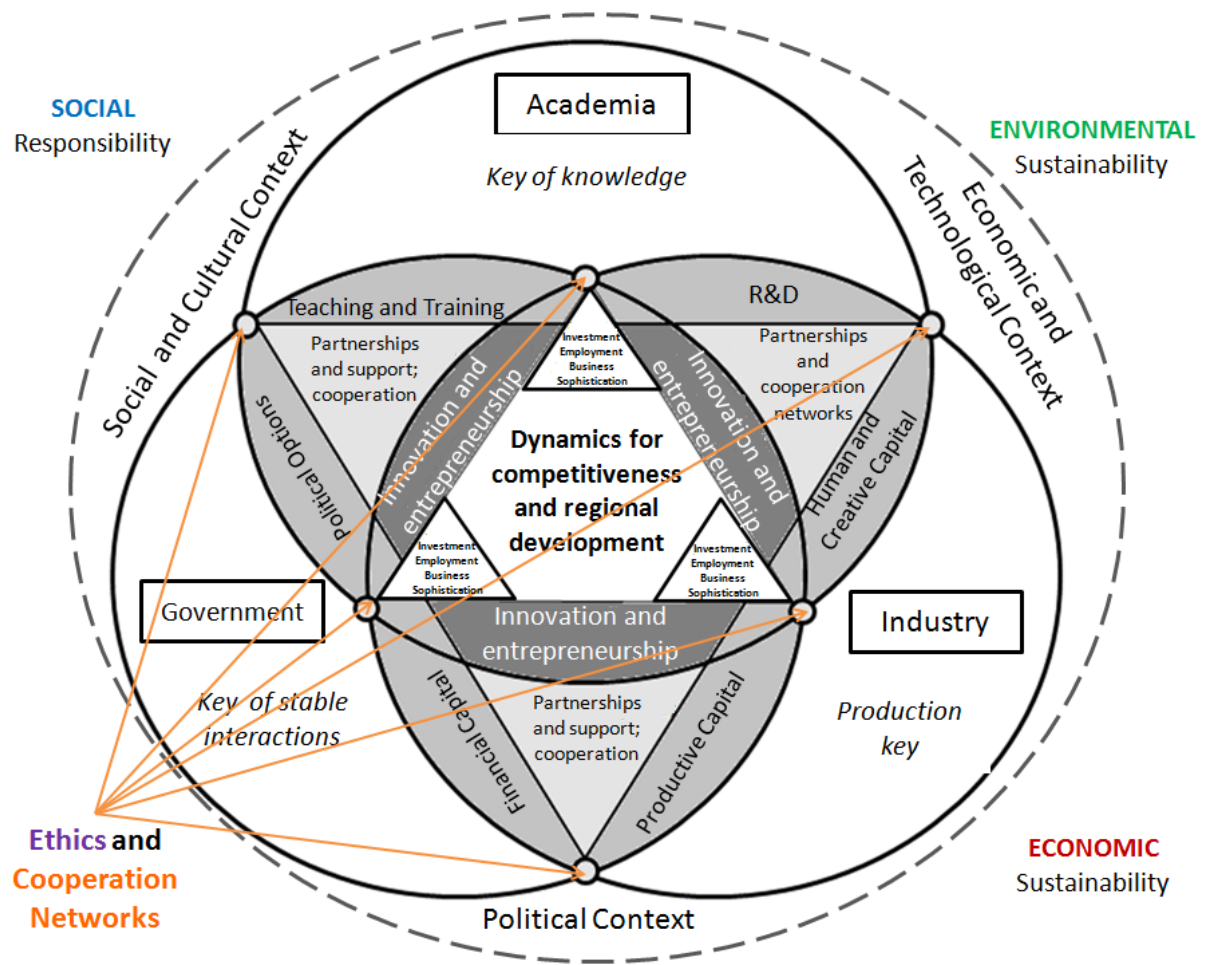 Academia
SOCIAL
Responsibility
ENVIRONMENTAL
Sustainability
Key of knowledge
Social and Cultural Context
Economic and
Technological Context
Teaching and Training
R&D
Partnerships
and support;
cooperation
Partnerships
and
cooperation
networks
Investment
Employment
Business
Sophistication
Innovation and
entrepreneurship
Innovation and
entrepreneurship
Political Options
Human and
Creative Capital
Dynamics for
competitiveness
and regional
development
Investment
Employment
Business
Sophistication
Investment
Employment
Business
Sophistication
Government
Industry
Innovation and
entrepreneurship
Key of stable
interactions
Production
key
Financial Capital
Partnerships
and support;
cooperation
Productive Capital
Ethics and
Cooperation
Networks
ECONOMIC
Sustainability
Political Context